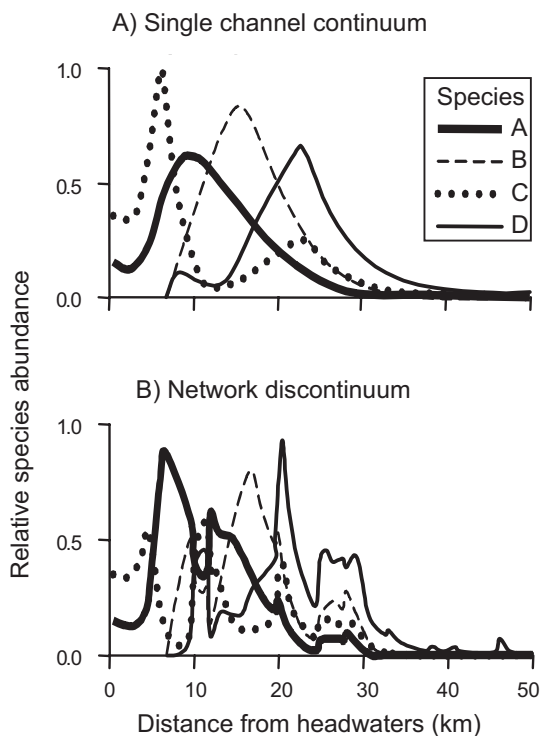 A) Single channel continuum
1.0
0.5
0.0
Species
A
B
C
D
Relative species abundance
B) Network discontinuum
1.0
0.5
0.0
0 10 20 30 40 50
Distance from headwaters (km)